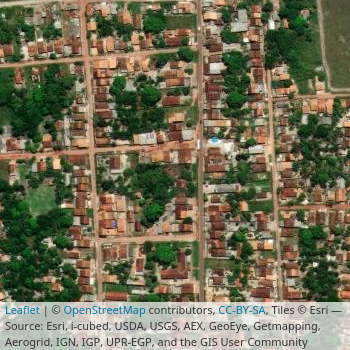 Leaflet | © OpenStreetMap contributors, CC-BY-SA, Tiles © Esri —
Source: Esri, i-cubed, USDA, USGS, AEX, GeoEye, Getmapping,
Aerogrid, IGN, IGP, UPR-EGP, and the GIS User Community